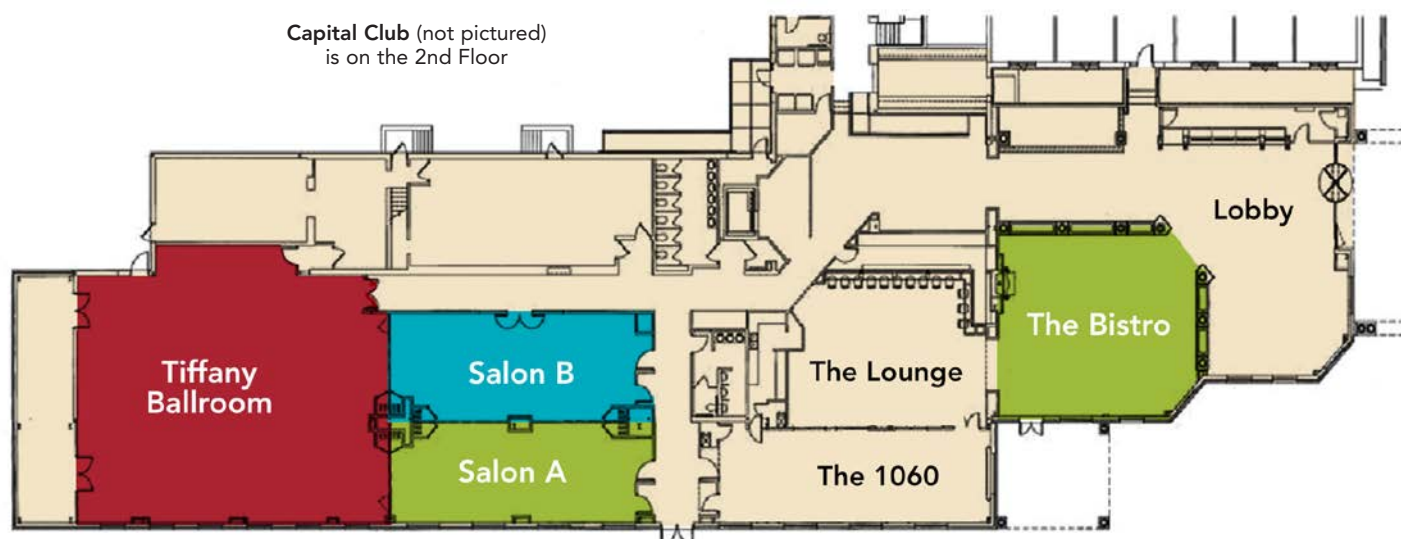 Capital Club (not pictured)
is on the 2nd Floor
Lobby
The Bistro
Tiffany
Ballroom
Salon B
The Lounge
Salon A
The 1060